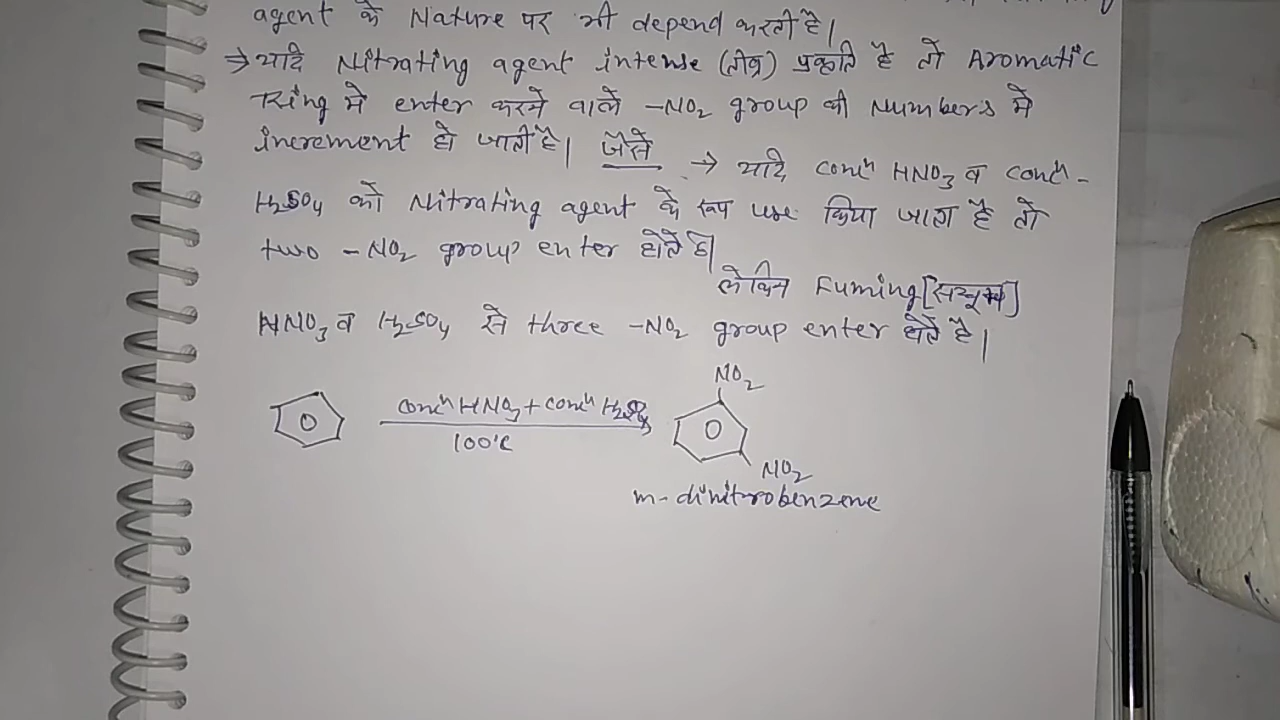 agent के Nature पर भी depend करती है।
→ यदि Nitrating agent intense (तीव्र) प्रकृति है तो Aromatic
Ring मे enter करने वाले -NO2 group की Numbers मे
increment हो जाती है। जैसे → यदि concn HNO3 व concn-
H2SO4 को Nitrating agent के रूप use किया जाता है तो
two -NO2 group enter होते है।
लेकिन Fuming
HNO3 व H2SO4 से three -NO2 group enter होते है।
NO2
concn HNO3 + concn H2SO4
100°C
NO2
m-dinitrobenzene